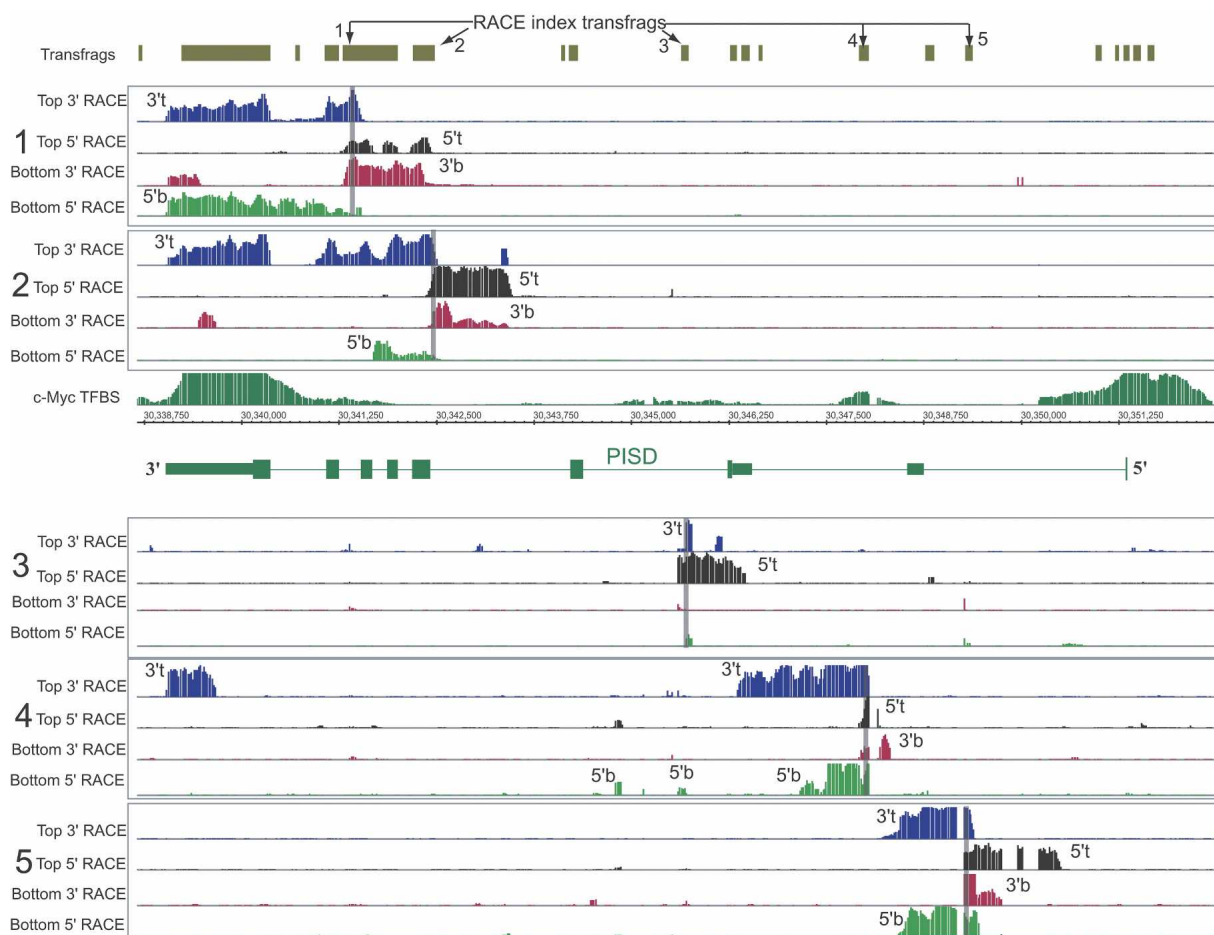 RACE index transfrags
1 2 3 4 5
Transfrags
Top 3' RACE 3't
1 Top 5' RACE 5't
Bottom 3' RACE 3'b
Bottom 5' RACE 5'b
Top 3' RACE 3't
2 Top 5' RACE 5't
Bottom 3' RACE 3'b
Bottom 5' RACE 5'b
c-Myc TFBS
30,338,750 30,340,000 30,341,250 30,342,500 30,343,750 30,345,000 30,346,250 30,347,500 30,348,750 30,350,000 30,351,250
PISD
3' 5'
Top 3' RACE 3't
3 Top 5' RACE 5't
Bottom 3' RACE
Bottom 5' RACE
Top 3' RACE 3't 3't
4 Top 5' RACE 5't
Bottom 3' RACE 3'b
Bottom 5' RACE 5'b 5'b 5'b
Top 3' RACE 3't
5 Top 5' RACE 5't
Bottom 3' RACE 3'b
Bottom 5' RACE 5'b